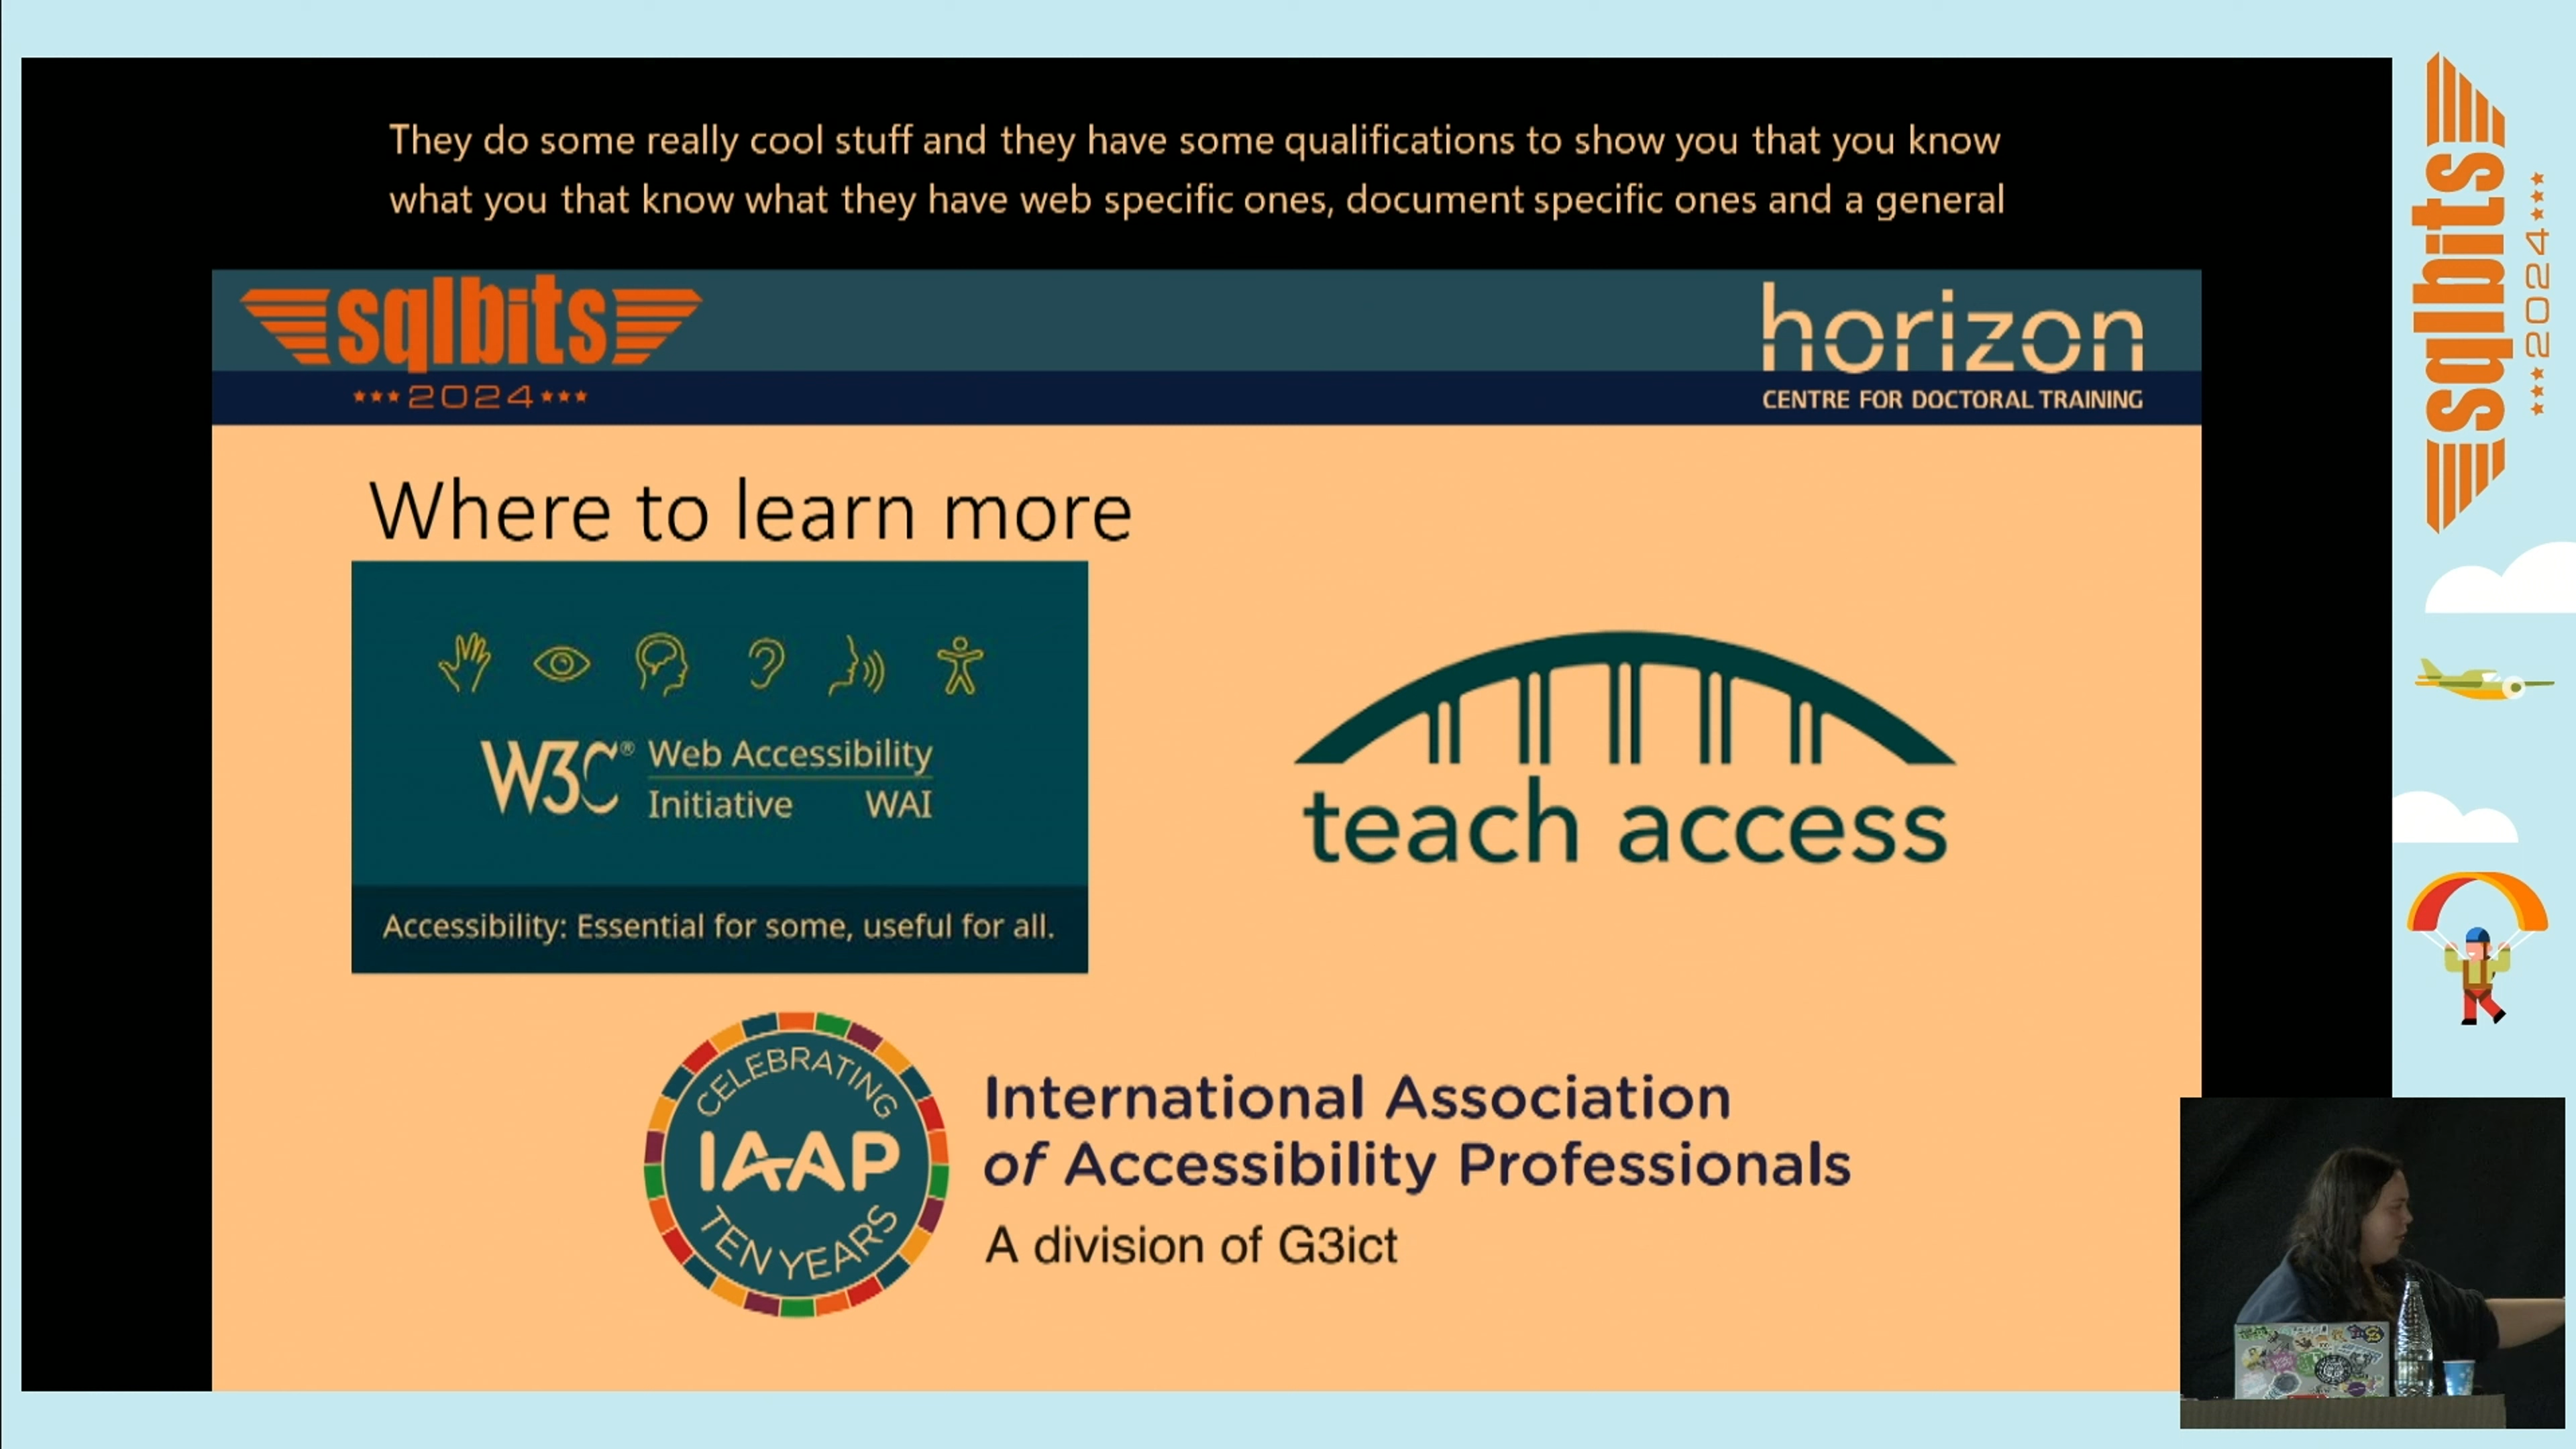 They do some really cool stuff and they have some qualifications to show you that you know
what you that know what they have web specific ones, document specific ones and a general
sqlbits
2024
horizon
CENTRE FOR DOCTORAL TRAINING
Where to learn more
W3C® Web Accessibility
Initiative WAI
Accessibility: Essential for some, useful for all.
teach access
CELEBRATING
IAAP
TEN YEARS
International Association
of Accessibility Professionals
A division of G3ict
sqlbits
2024